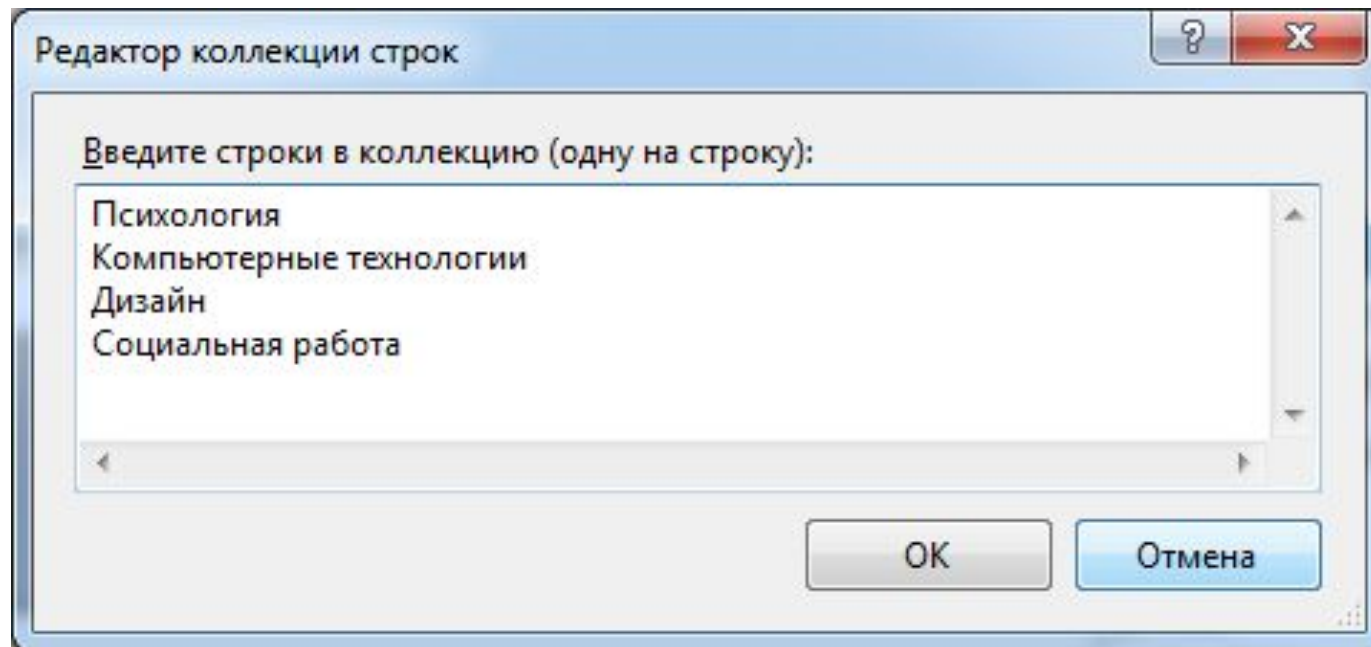 Редактор коллекции строк
?
X
Введите строки в коллекцию (одну на строку):
Психология
Компьютерные технологии
Дизайн
Социальная работа
OK
Отмена